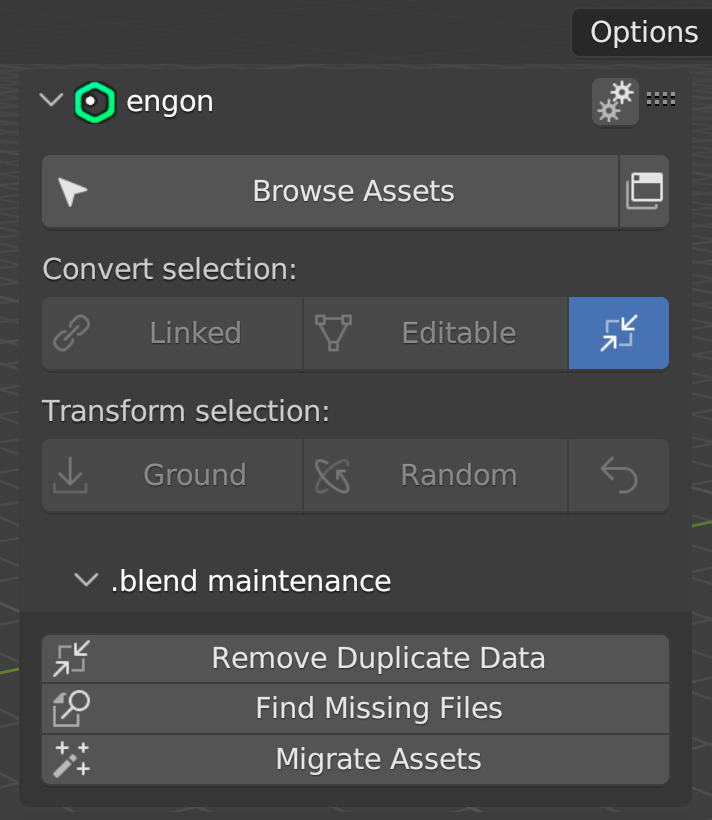 Options
engon
Browse Assets
Convert selection:
Linked Editable
Transform selection:
Ground Random
.blend maintenance
Remove Duplicate Data
Find Missing Files
Migrate Assets